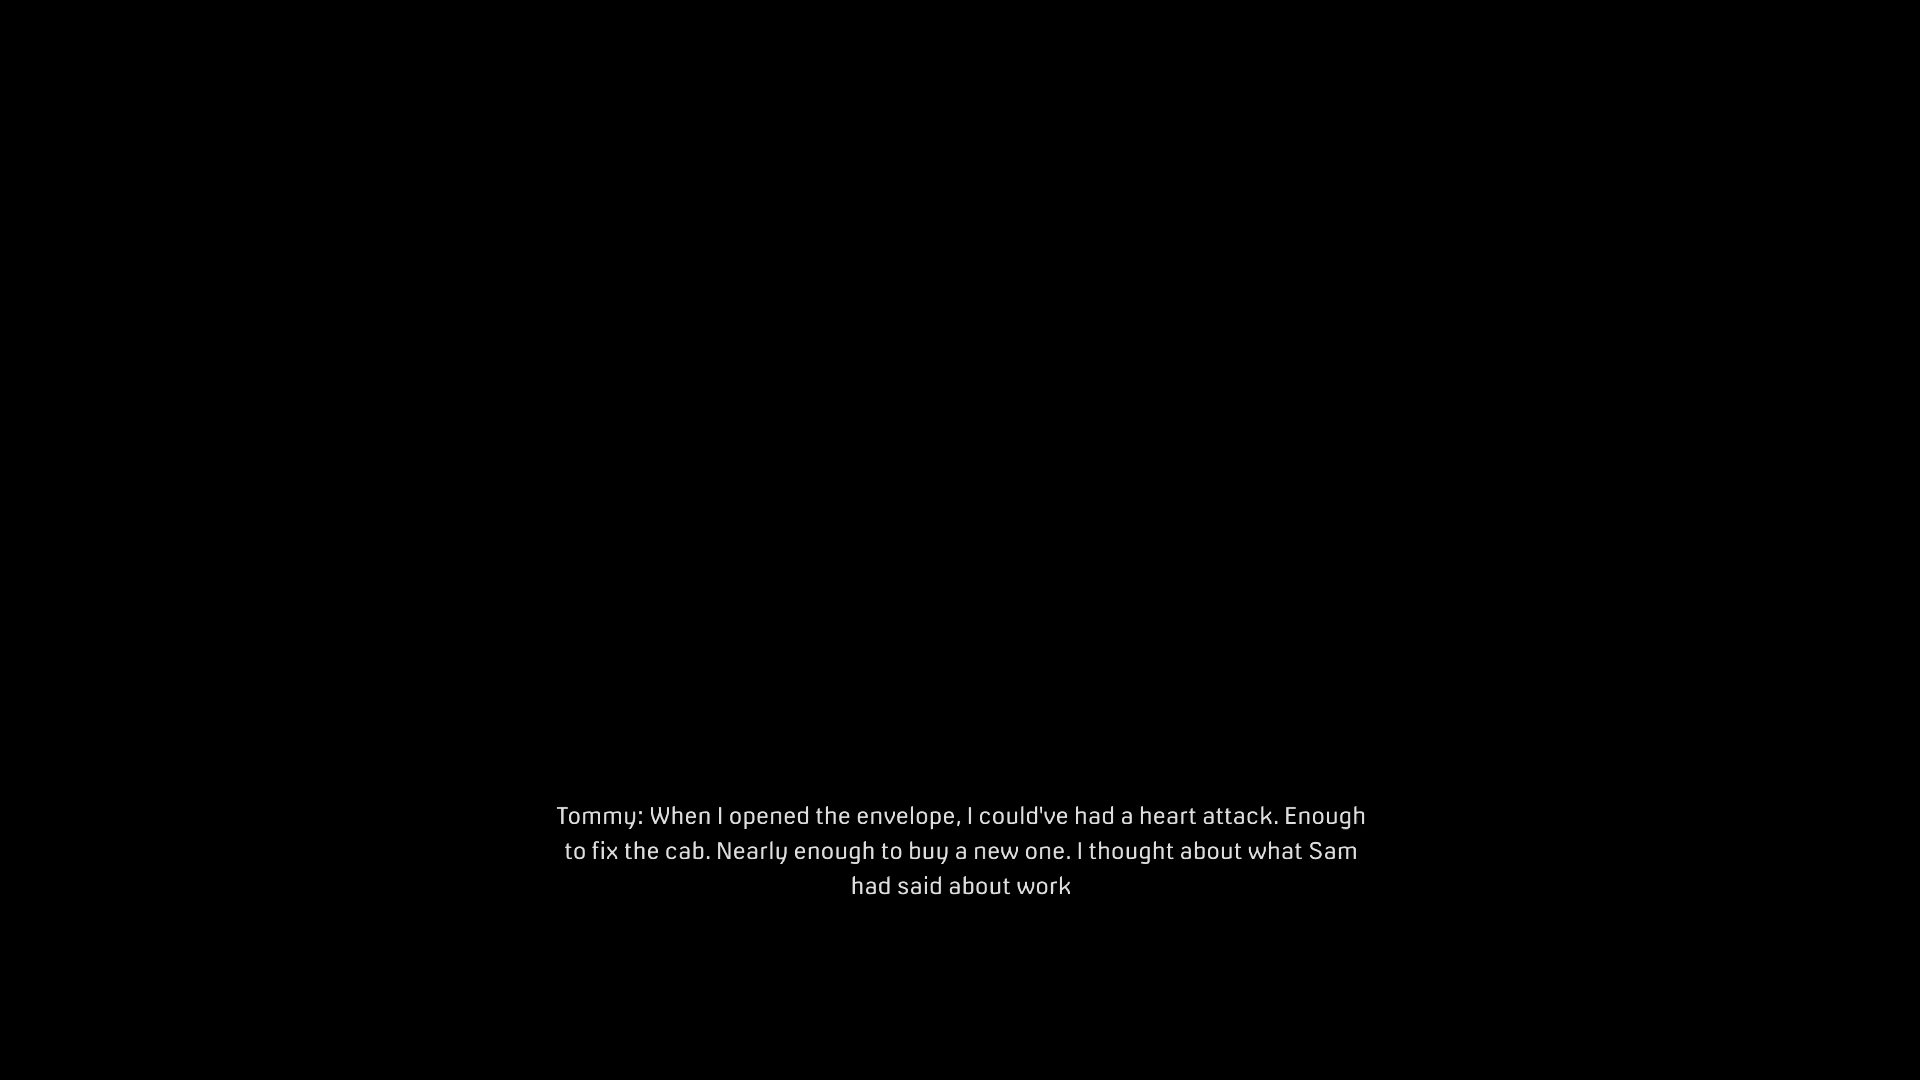 Tommy: When I opened the envelope, I could've had a heart attack. Enough
to fix the cab. Nearly enough to buy a new one. I thought about what Sam
had said about work